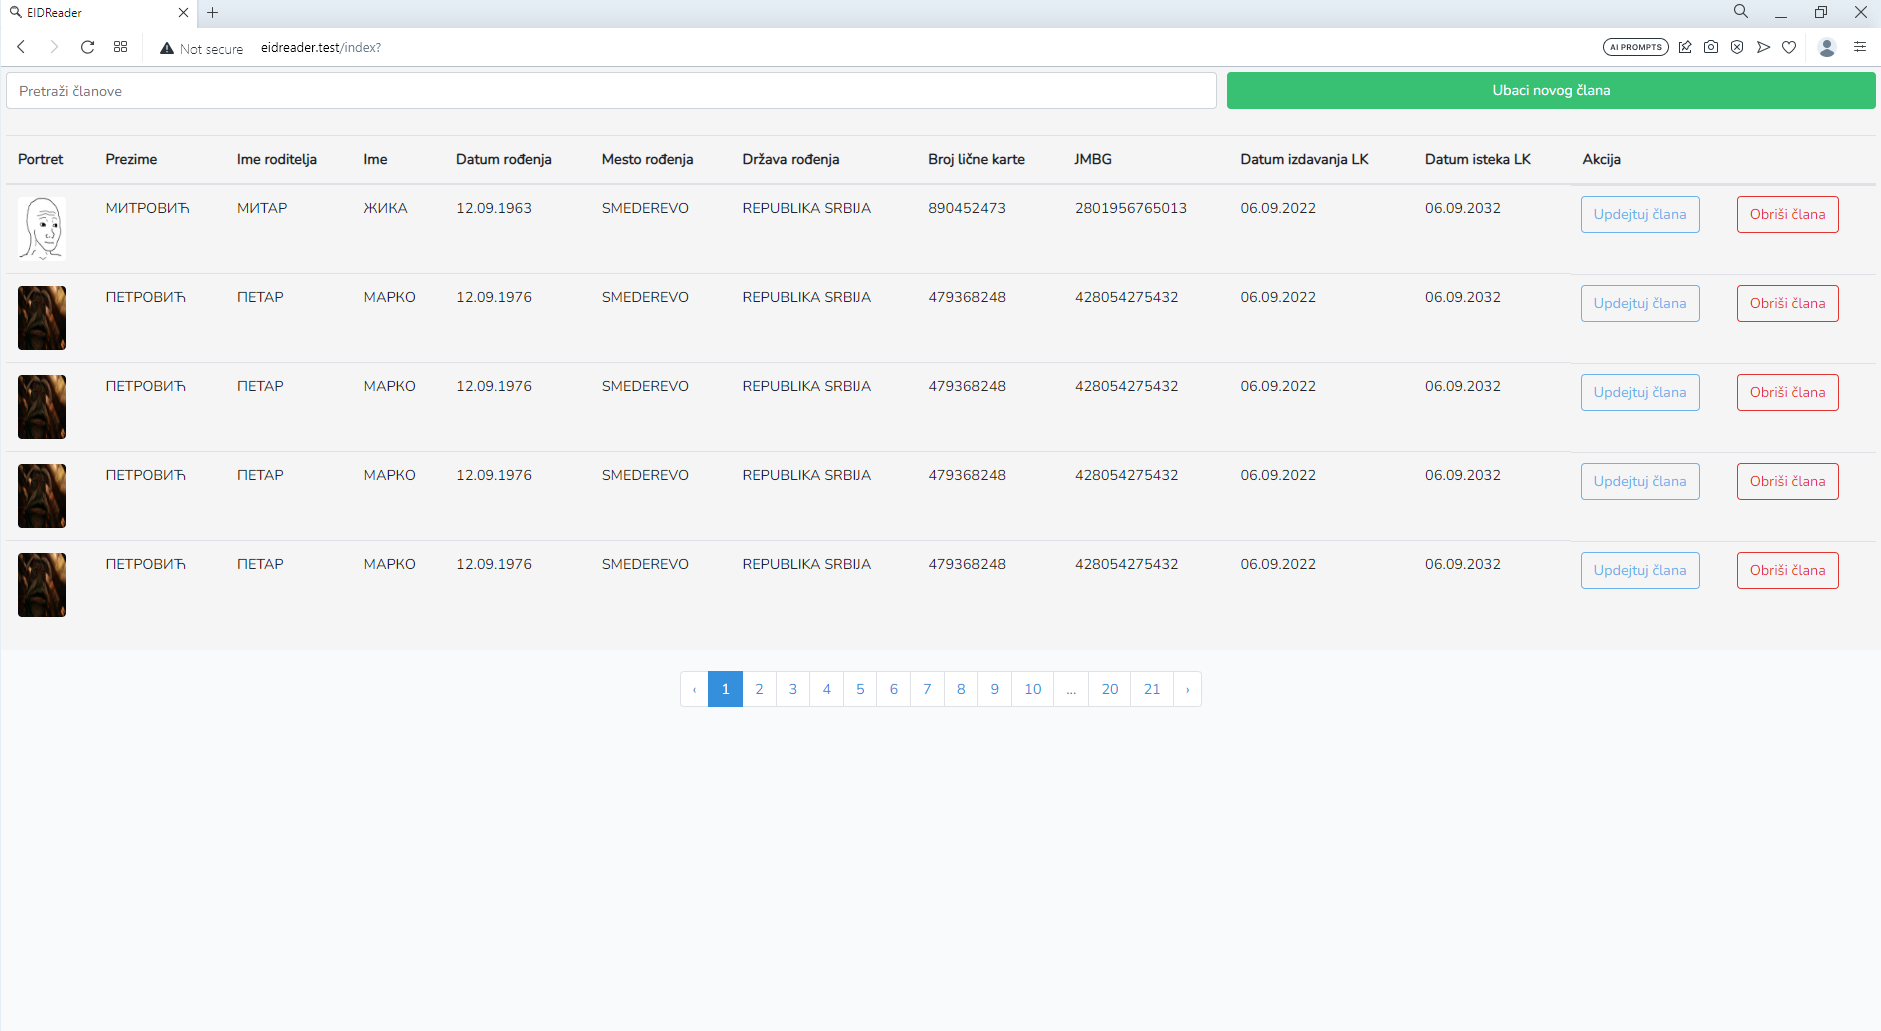 EIDReader
Not secure eidreader.test/index? AI PROMPTS
Pretraži članove Ubaci novog člana
Portret Prezime Ime roditelja Ime Datum rođenja Mesto rođenja Država rođenja Broj lične karte JMBG Datum izdavanja LK Datum isteka LK Akcija
МИТРОВИЋ МИТАР ЖИКА 12.09.1963 SMEDEREVO REPUBLIKA SRBIJA 890452473 2801956765013 06.09.2022 06.09.2032 Updejtuj člana Obriši člana
ПЕТРОВИЋ ПЕТАР МАРКО 12.09.1976 SMEDEREVO REPUBLIKA SRBIJA 479368248 428054275432 06.09.2022 06.09.2032 Updejtuj člana Obriši člana
ПЕТРОВИЋ ПЕТАР МАРКО 12.09.1976 SMEDEREVO REPUBLIKA SRBIJA 479368248 428054275432 06.09.2022 06.09.2032 Updejtuj člana Obriši člana
ПЕТРОВИЋ ПЕТАР МАРКО 12.09.1976 SMEDEREVO REPUBLIKA SRBIJA 479368248 428054275432 06.09.2022 06.09.2032 Updejtuj člana Obriši člana
ПЕТРОВИЋ ПЕТАР МАРКО 12.09.1976 SMEDEREVO REPUBLIKA SRBIJA 479368248 428054275432 06.09.2022 06.09.2032 Updejtuj člana Obriši člana
‹ 1 2 3 4 5 6 7 8 9 10 ... 20 21 ›